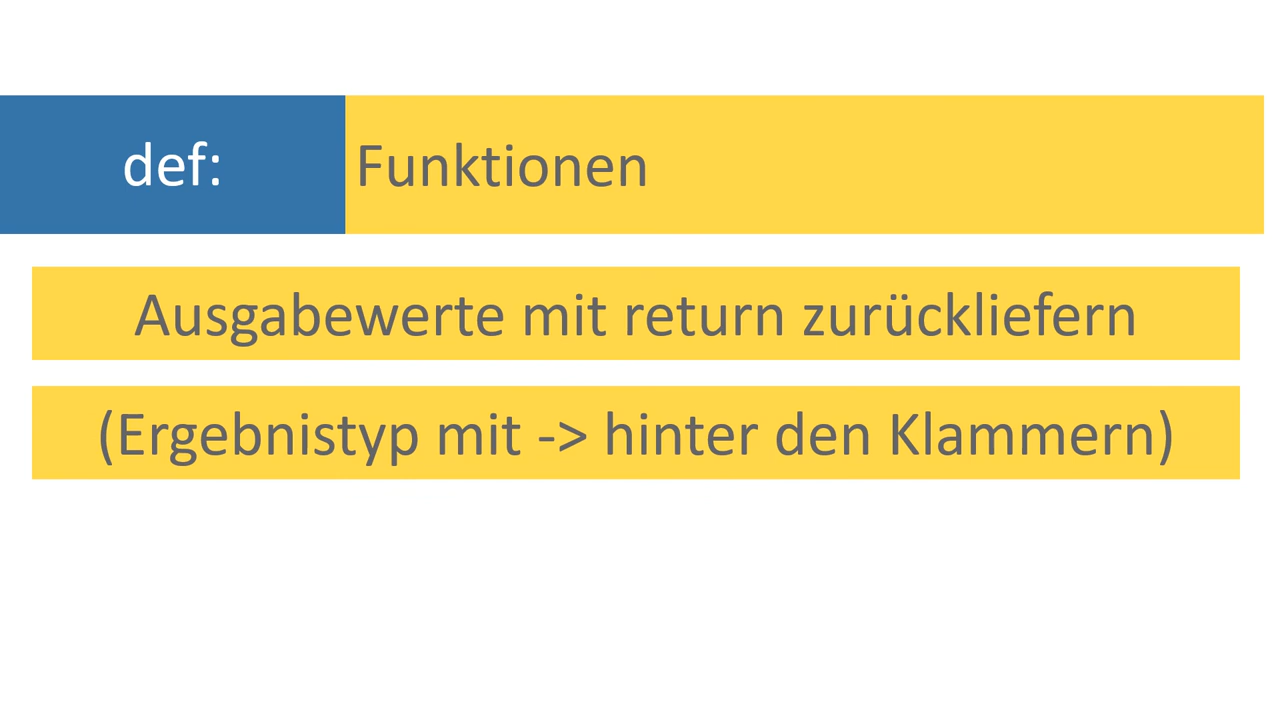 def: Funktionen
Ausgabewerte mit return zurückliefern
(Ergebnistyp mit -> hinter den Klammern)